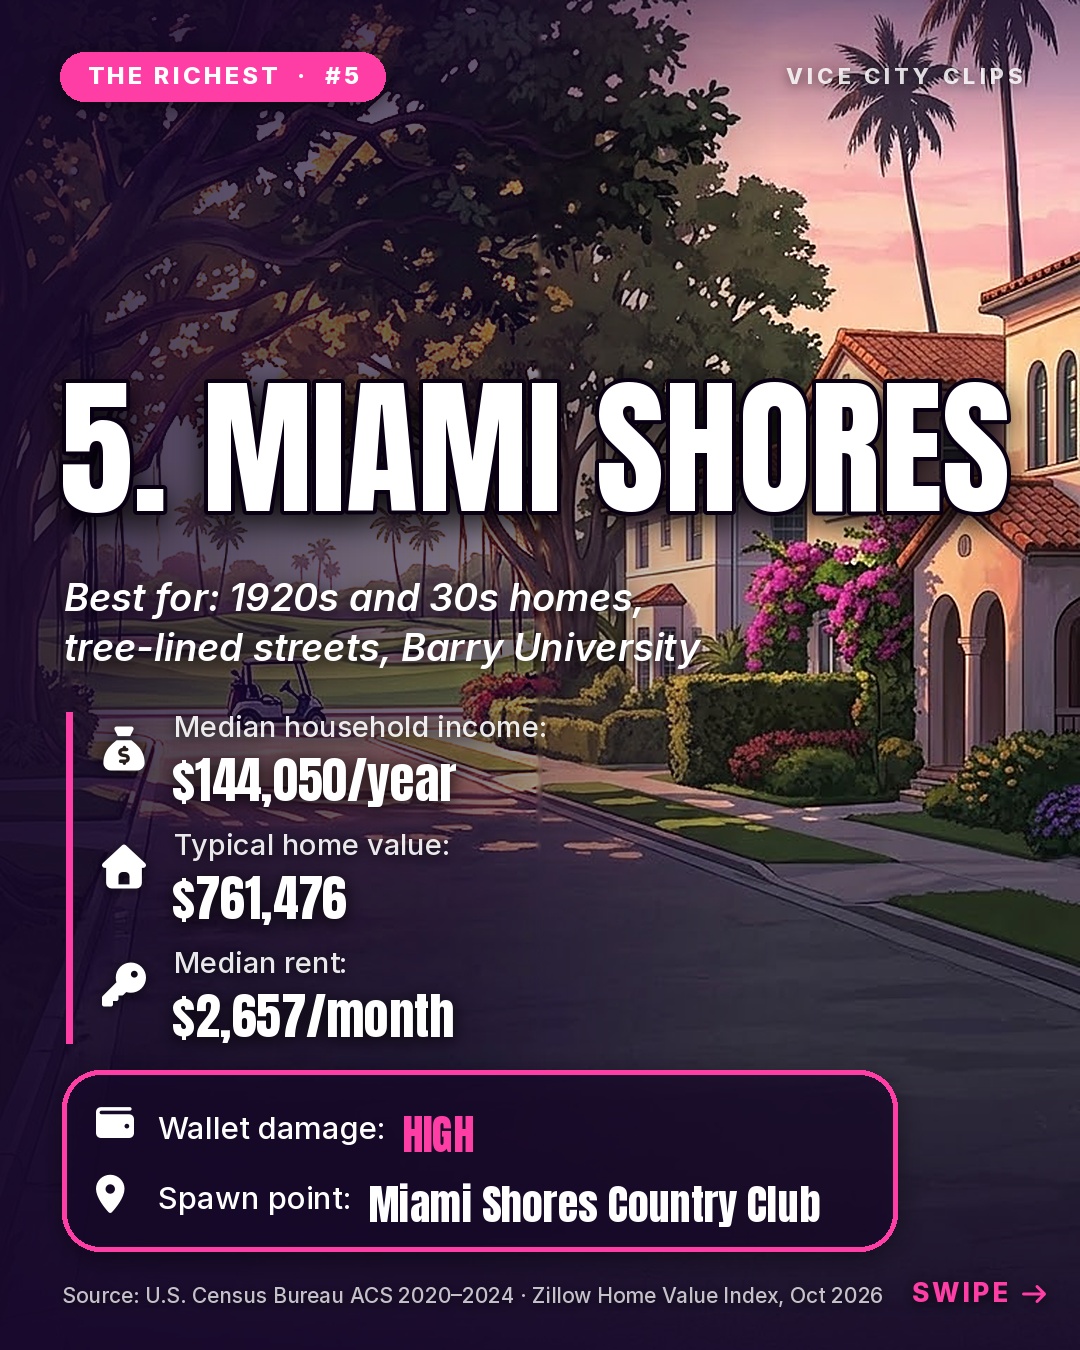 THE RICHEST · #5
VICE CITY CLIPS
5. MIAMI SHORES
Best for: 1920s and 30s homes,
tree-lined streets, Barry University
Median household income:
$144,050/year
Typical home value:
$761,476
Median rent:
$2,657/month
Wallet damage: HIGH
Spawn point: Miami Shores Country Club
Source: U.S. Census Bureau ACS 2020–2024 · Zillow Home Value Index, Oct 2026
SWIPE →